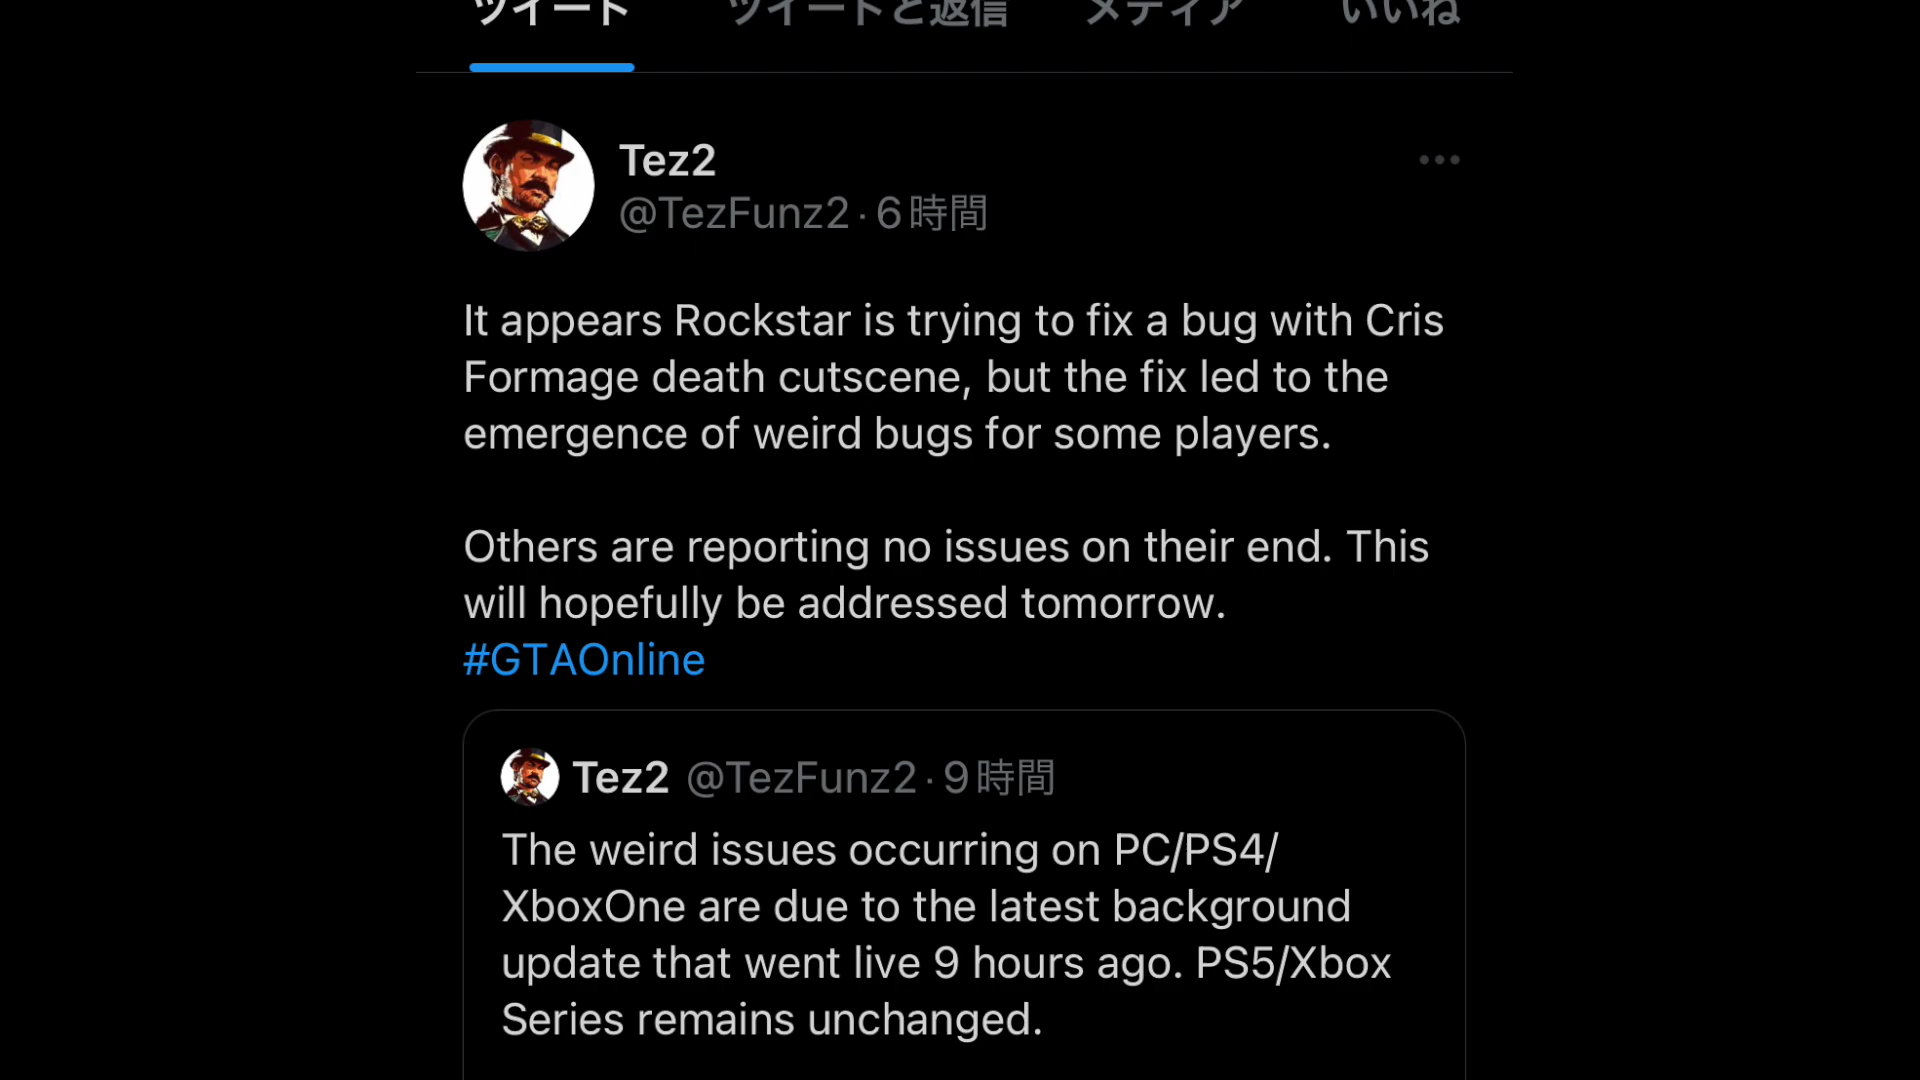 ツイート ツイートと返信 メディア いいね
Tez2
@TezFunz2·6時間
It appears Rockstar is trying to fix a bug with Cris
Formage death cutscene, but the fix led to the
emergence of weird bugs for some players.
Others are reporting no issues on their end. This
will hopefully be addressed tomorrow.
#GTAOnline
Tez2 @TezFunz2·9時間
The weird issues occurring on PC/PS4/
XboxOne are due to the latest background
update that went live 9 hours ago. PS5/Xbox
Series remains unchanged.